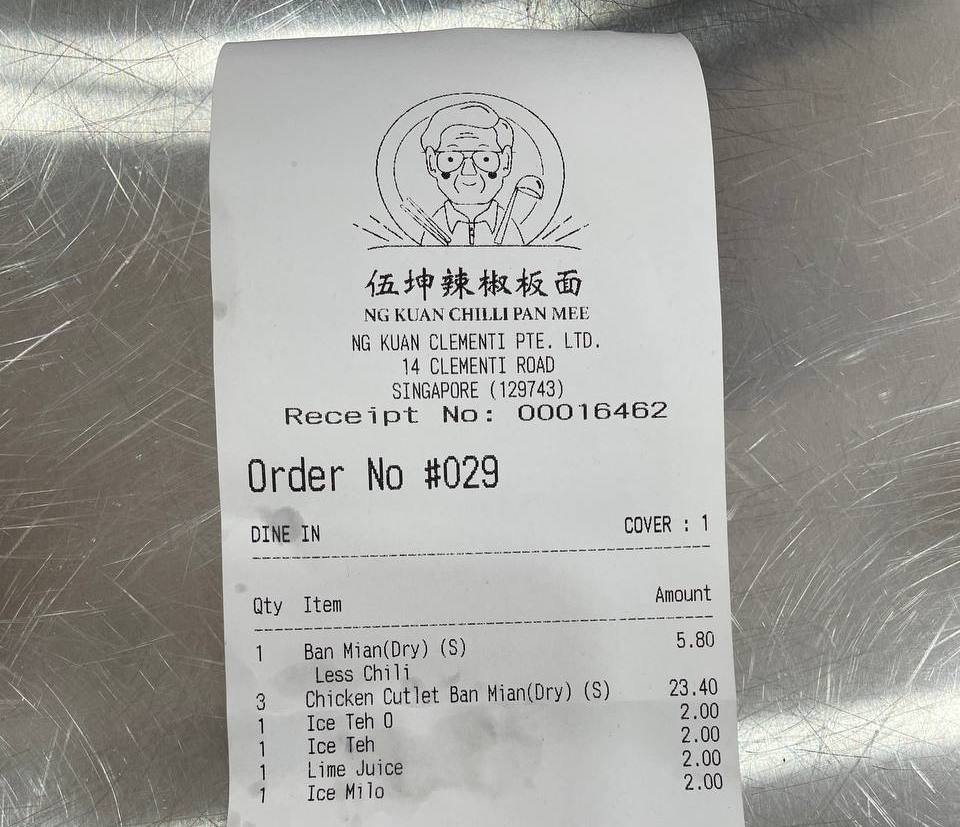 伍坤辣椒板面
NG KUAN CHILLI PAN MEE
NG KUAN CLEMENTI PTE. LTD.
14 CLEMENTI ROAD
SINGAPORE (129743)
Receipt No: 00016462
Order No #029
DINE IN COVER : 1
Qty Item Amount
1 Ban Mian(Dry) (S) 5.80
Less Chili
3 Chicken Cutlet Ban Mian(Dry) (S) 23.40
1 Ice Teh O 2.00
1 Ice Teh 2.00
1 Lime Juice 2.00
1 Ice Milo 2.00